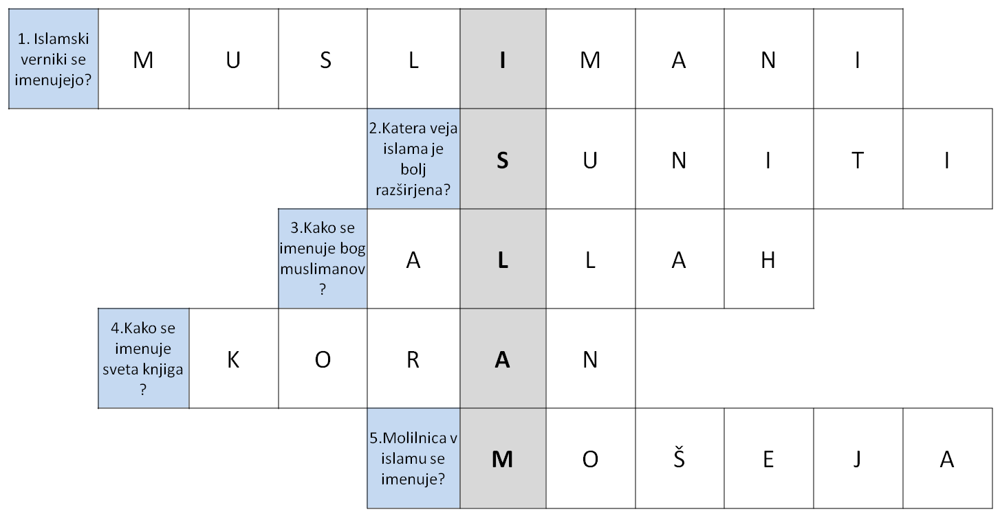 1. Islamski
verniki se
imenujejo?
M U S L I M A N I
2.Katera veja
islama je
bolj
razširjena?
S U N I T I
3.Kako se
imenuje bog
muslimanov
?
A L L A H
4.Kako se
imenuje
sveta knjiga
?
K O R A N
5.Molilnica v
islamu se
imenuje?
M O Š E J A